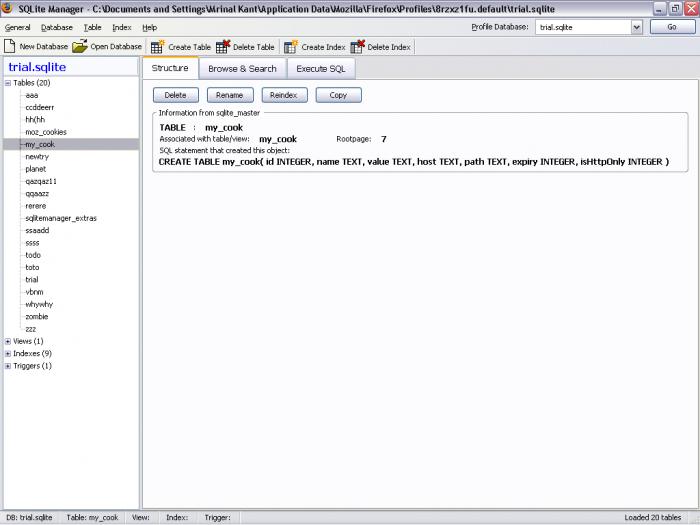 SQLite Manager - C:\Documents and Settings\Mrinal Kant\Application Data\Mozilla\Firefox\Profiles\8rzxz1fu.default\trial.sqlite
General Database Table Index Help Profile Database: trial.sqlite Go
New Database Open Database Create Table Delete Table Create Index Delete Index
trial.sqlite
Tables (20)
aaa
ccddeerr
hh(hh
moz_cookies
my_cook
newtry
planet
qazqaz11
qqaazz
rerere
sqlitemanager_extras
ssaadd
ssss
todo
toto
trial
vbnm
whywhy
zombie
zzz
Views (1)
Indexes (9)
Triggers (1)
Structure Browse & Search Execute SQL
Delete Rename Reindex Copy
Information from sqlite_master
TABLE : my_cook
Associated with table/view: my_cook Rootpage: 7
SQL statement that created this object:
CREATE TABLE my_cook( id INTEGER, name TEXT, value TEXT, host TEXT, path TEXT, expiry INTEGER, isHttpOnly INTEGER )
DB: trial.sqlite Table: my_cook View: Index: Trigger: Loaded 20 tables